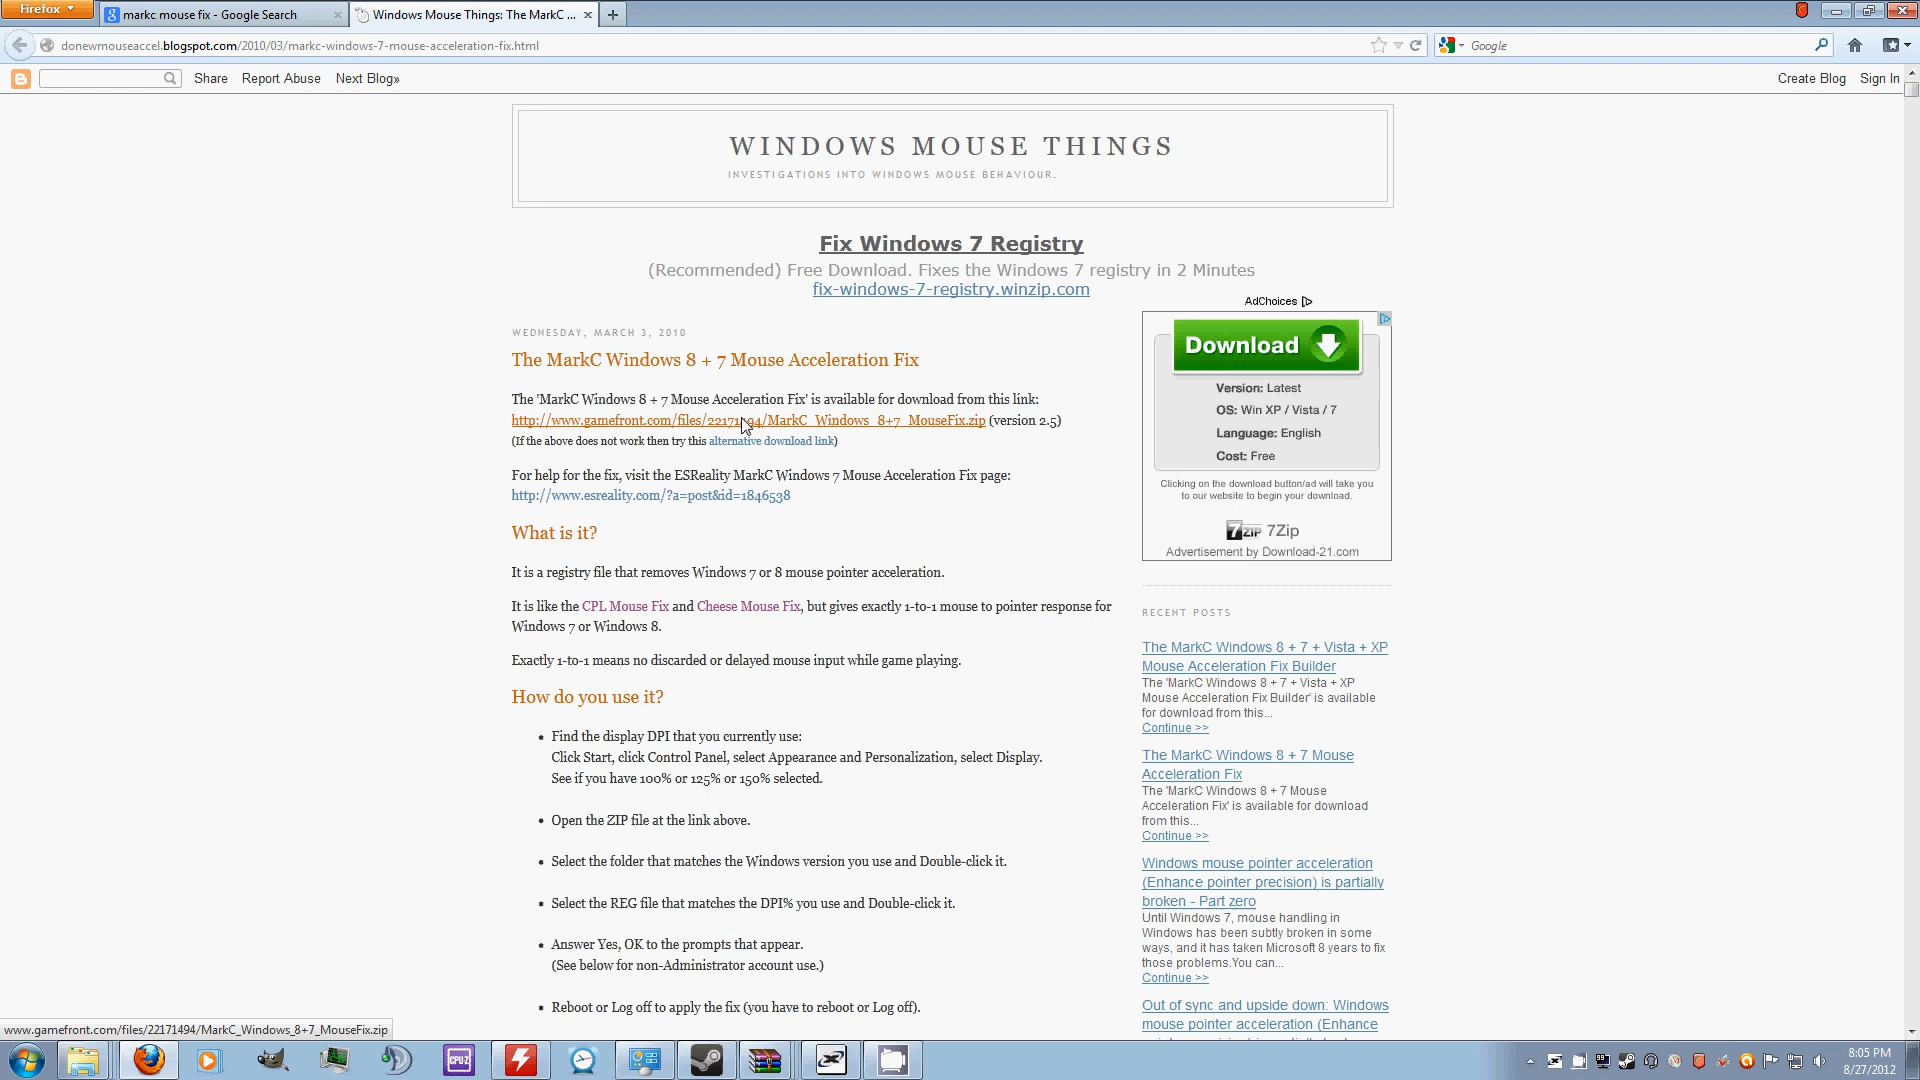 Firefox
markc mouse fix - Google Search
Windows Mouse Things: The MarkC ...
donewmouseaccel.blogspot.com/2010/03/markc-windows-7-mouse-acceleration-fix.html
Google
Share
Report Abuse
Next Blog»
Create Blog
Sign In
WINDOWS MOUSE THINGS
INVESTIGATIONS INTO WINDOWS MOUSE BEHAVIOUR.
Fix Windows 7 Registry
(Recommended) Free Download. Fixes the Windows 7 registry in 2 Minutes
fix-windows-7-registry.winzip.com
WEDNESDAY, MARCH 3, 2010
The MarkC Windows 8 + 7 Mouse Acceleration Fix
The 'MarkC Windows 8 + 7 Mouse Acceleration Fix' is available for download from this link:
http://www.gamefront.com/files/22171494/MarkC_Windows_8+7_MouseFix.zip (version 2.5)
(If the above does not work then try this alternative download link)
For help for the fix, visit the ESReality MarkC Windows 7 Mouse Acceleration Fix page:
http://www.esreality.com/?a=post&id=1846538
What is it?
It is a registry file that removes Windows 7 or 8 mouse pointer acceleration.
It is like the CPL Mouse Fix and Cheese Mouse Fix, but gives exactly 1-to-1 mouse to pointer response for
Windows 7 or Windows 8.
Exactly 1-to-1 means no discarded or delayed mouse input while game playing.
How do you use it?
• Find the display DPI that you currently use:
Click Start, click Control Panel, select Appearance and Personalization, select Display.
See if you have 100% or 125% or 150% selected.
• Open the ZIP file at the link above.
• Select the folder that matches the Windows version you use and Double-click it.
• Select the REG file that matches the DPI% you use and Double-click it.
• Answer Yes, OK to the prompts that appear.
(See below for non-Administrator account use.)
• Reboot or Log off to apply the fix (you have to reboot or Log off).
AdChoices
Download
Version: Latest
OS: Win XP / Vista / 7
Language: English
Cost: Free
Clicking on the download button/ad will take you
to our website to begin your download.
7ZIP 7Zip
Advertisement by Download-21.com
RECENT POSTS
The MarkC Windows 8 + 7 + Vista + XP
Mouse Acceleration Fix Builder
The 'MarkC Windows 8 + 7 + Vista + XP
Mouse Acceleration Fix Builder' is available
for download from this...
Continue >>
The MarkC Windows 8 + 7 Mouse
Acceleration Fix
The 'MarkC Windows 8 + 7 Mouse
Acceleration Fix' is available for download
from this...
Continue >>
Windows mouse pointer acceleration
(Enhance pointer precision) is partially
broken - Part zero
Until Windows 7, mouse handling in
Windows has been subtly broken in some
ways, and it has taken Microsoft 8 years to fix
those problems.You can...
Continue >>
Out of sync and upside down: Windows
mouse pointer acceleration (Enhance
www.gamefront.com/files/22171494/MarkC_Windows_8+7_MouseFix.zip
CPUZ
8:05 PM
8/27/2012